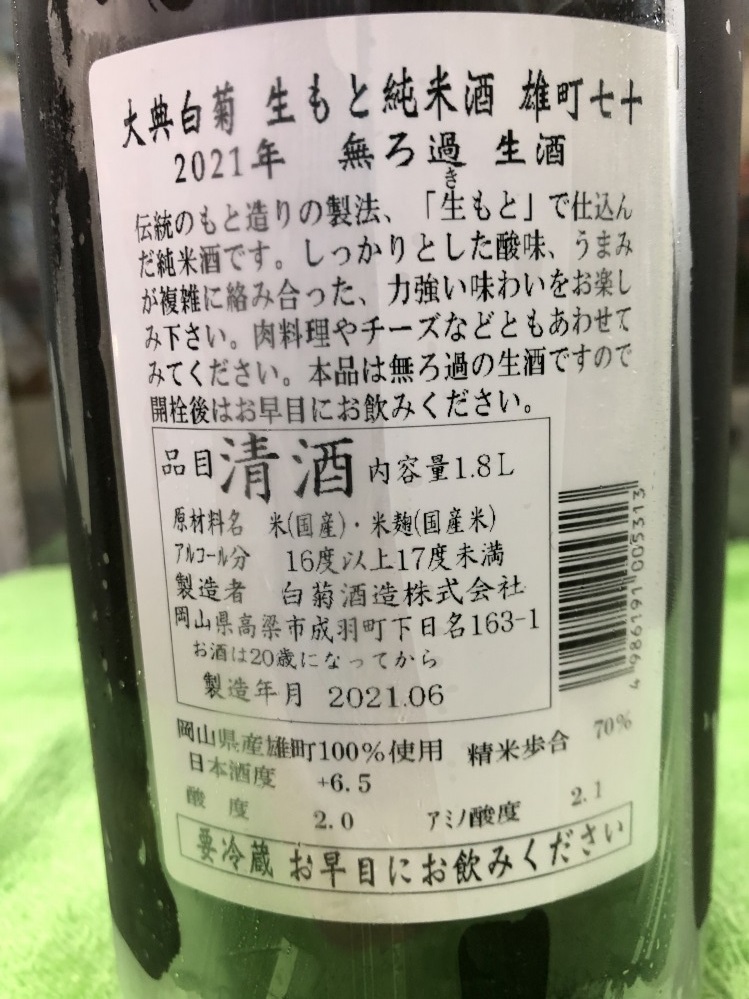 大典白菊 生もと純米酒 雄町七十
2021年 無ろ過 生酒
伝統のもと造りの製法、「生もと」で仕込ん
き
だ純米酒です。しっかりとした酸味、うまみ
が複雑に絡み合った、力強い味わいをお楽し
み下さい。肉料理やチーズなどともあわせて
みてください。本品は無ろ過の生酒ですので
開栓後はお早目にお飲みください。
品目 清酒 内容量1.8L
原材料名 米(国産)・米麹(国産米)
アルコール分 16度以上17度未満
製造者 白菊酒造株式会社
岡山県高梁市成羽町下日名163-1
お酒は20歳になってから
製造年月 2021.06
4 986191 005313
岡山県産雄町100%使用 精米歩合 70%
日本酒度 +6.5
酸度 2.0 アミノ酸度 2.1
要冷蔵 お早目にお飲みください